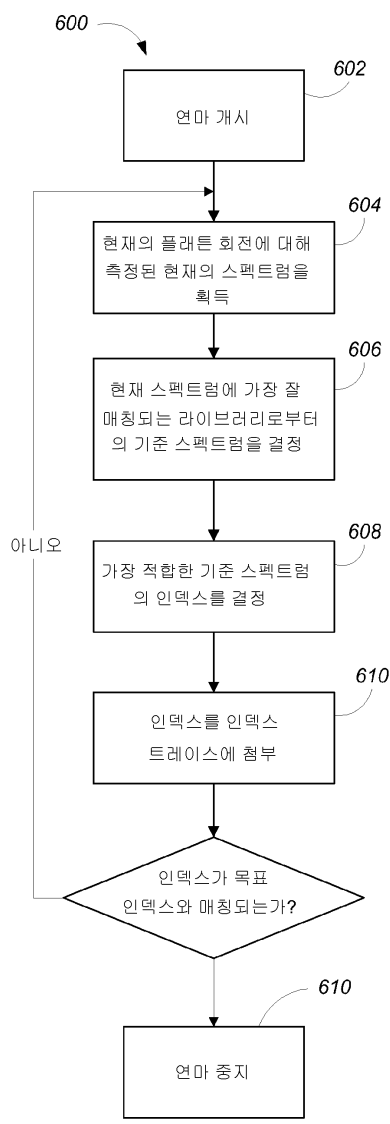 600
602
연마 개시
604
현재의 플래튼 회전에 대해
측정된 현재의 스펙트럼을
획득
606
현재 스펙트럼에 가장 잘
매칭되는 라이브러리로부터
의 기준 스펙트럼을 결정
608
가장 적합한 기준 스펙트럼
의 인덱스를 결정
610
인덱스를 인덱스
트레이스에 첨부
인덱스가 목표
인덱스와 매칭되는가?
아니오
610
연마 중지